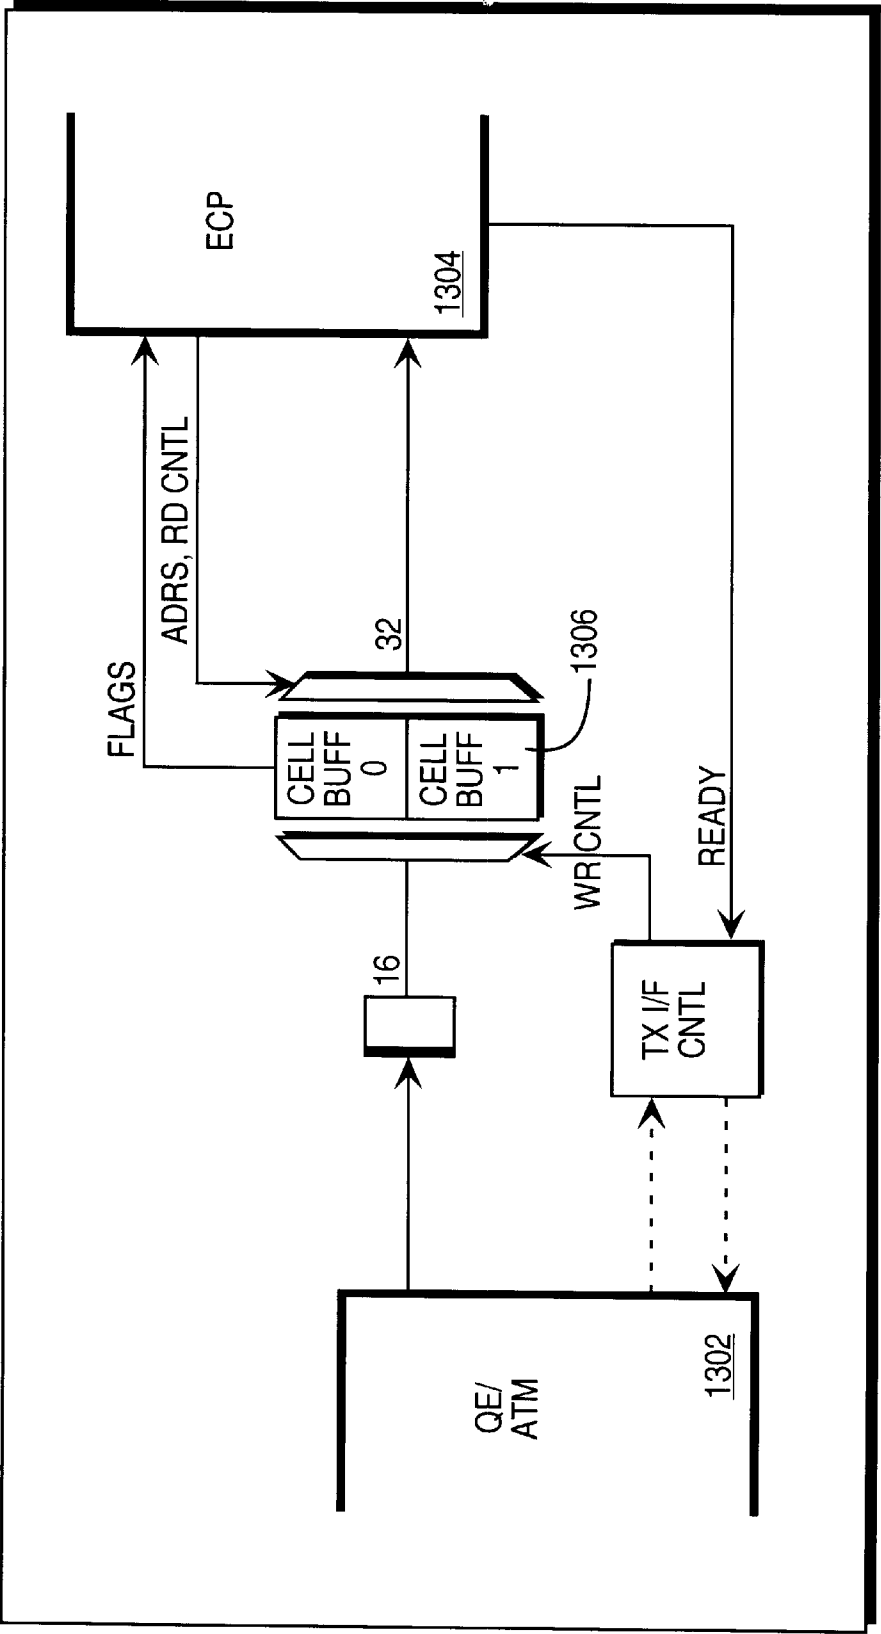 QE/
ATM
1302
16
TX I/F
CNTL
WR CNTL
READY
CELL
BUFF
0
CELL
BUFF
1
1306
FLAGS
ADRS, RD CNTL
32
ECP
1304